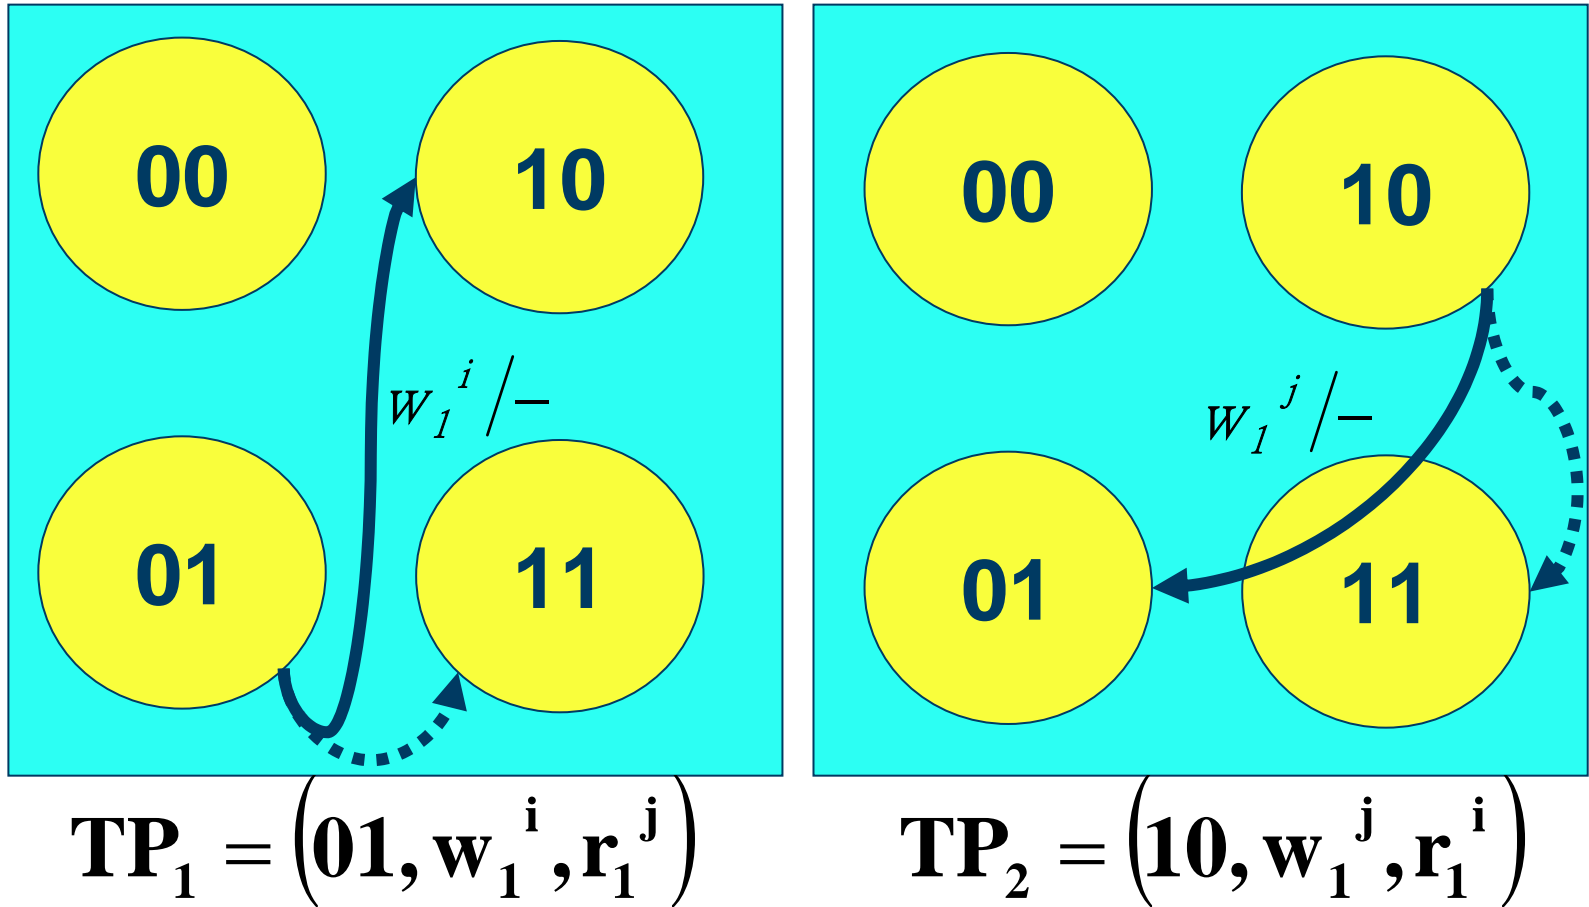 00 10
w₁ⁱ/–
01 11
TP₁ = (01, w₁ⁱ, r₁ʲ)
00 10
w₁ʲ/–
01 11
TP₂ = (10, w₁ʲ, r₁ⁱ)